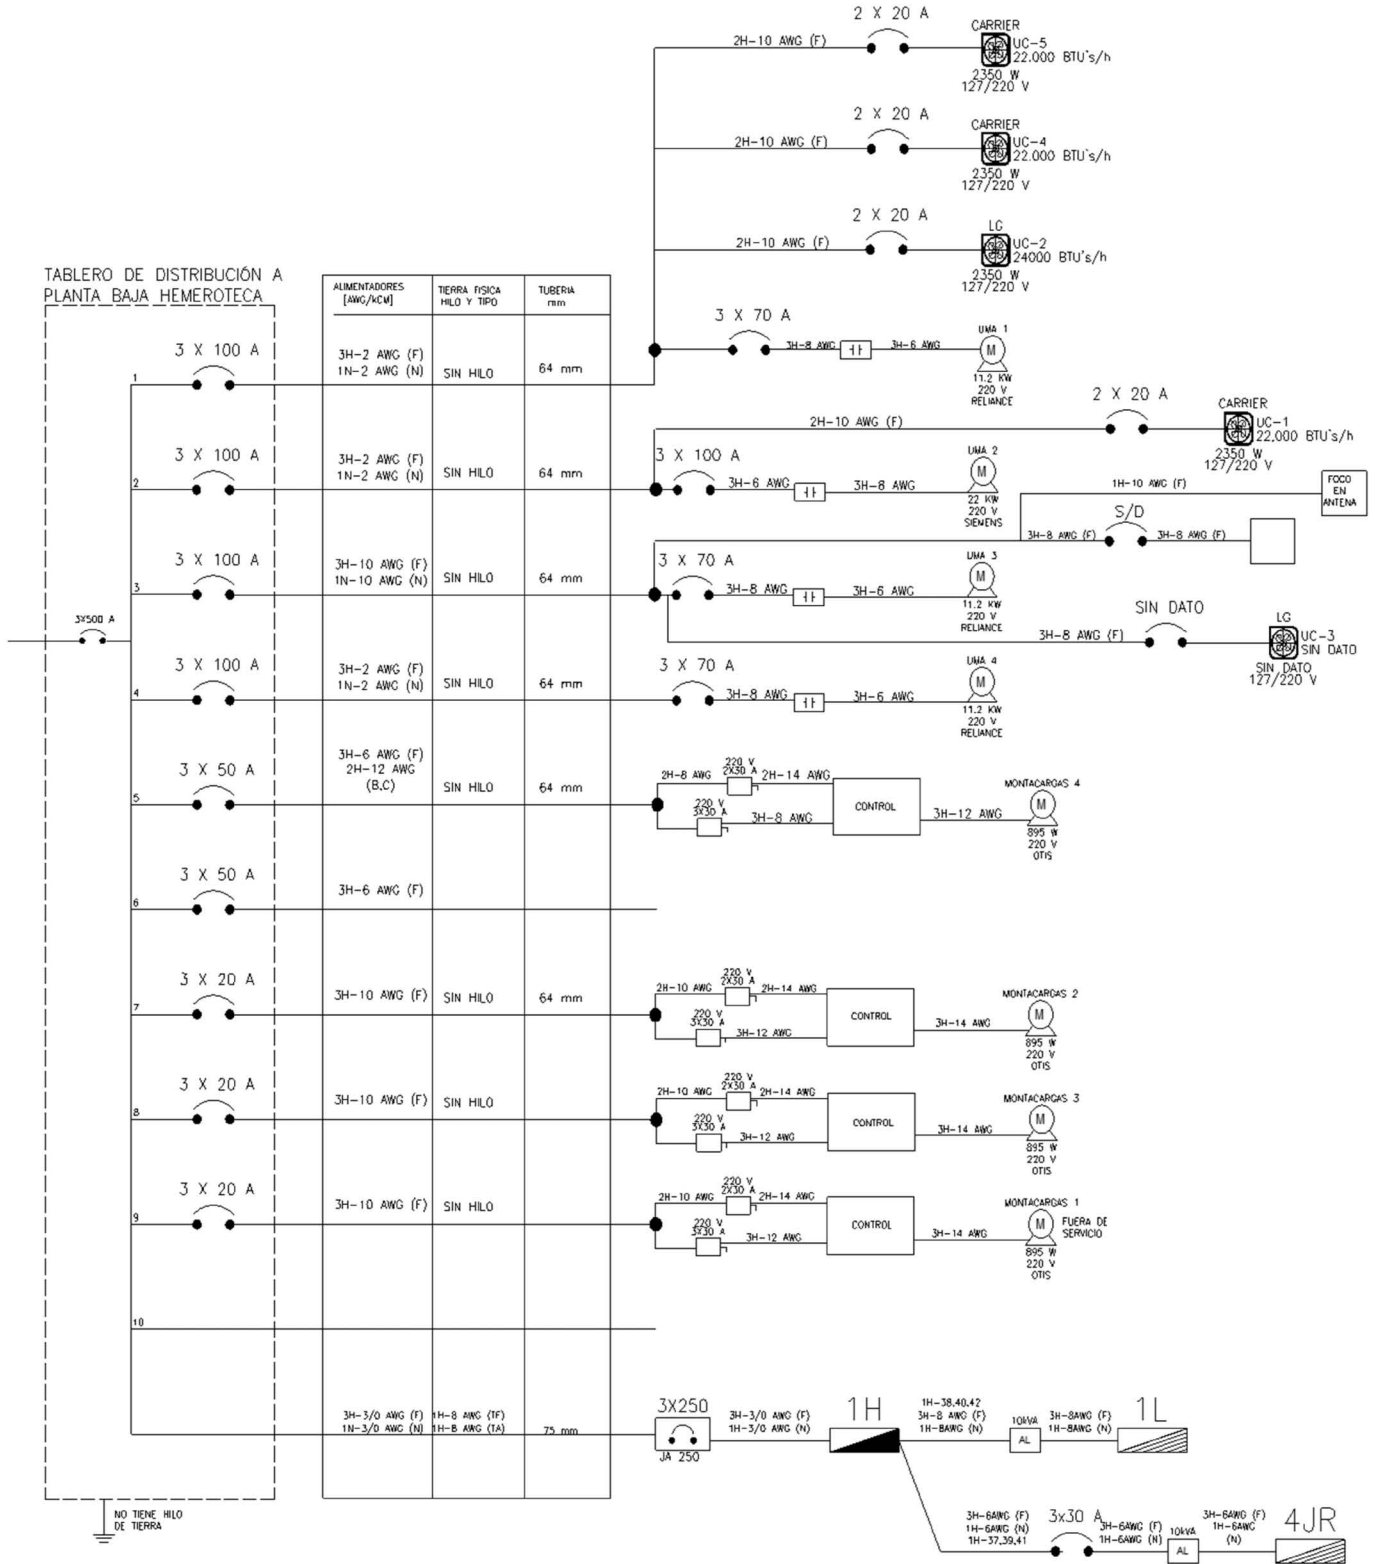 2 X 20 A
CARRIER
2H-10 AWG (F)
UC-5
22.000 BTU`s/h
2350 W
127/220 V
2 X 20 A
CARRIER
2H-10 AWG (F)
UC-4
22.000 BTU`s/h
2350 W
127/220 V
2 X 20 A
LG
2H-10 AWG (F)
UC-2
24000 BTU`s/h
2350 W
127/220 V
TABLERO DE DISTRIBUCIÓN A
PLANTA BAJA HEMEROTECA
ALIMENTADORES
[AWG/kCM]
TIERRA FISICA
HILO Y TIPO
TUBERIA
mm
3X500 A
1
3 X 100 A
3H-2 AWG (F)
1N-2 AWG (N)
SIN HILO
64 mm
3 X 70 A
3H-8 AWG
3H-6 AWG
UMA 1
M
11.2 KW
220 V
RELIANCE
2
3 X 100 A
3H-2 AWG (F)
1N-2 AWG (N)
SIN HILO
64 mm
2H-10 AWG (F)
2 X 20 A
CARRIER
UC-1
22,000 BTU`s/h
2350 W
127/220 V
3 X 100 A
3H-6 AWG
3H-8 AWG
UMA 2
M
22 KW
220 V
SIEMENS
3
3 X 100 A
3H-10 AWG (F)
1N-10 AWG (N)
SIN HILO
64 mm
1H-10 AWG (F)
FOCO
EN
ANTENA
S/D
3H-8 AWG (F)
3H-8 AWG (F)
3 X 70 A
3H-8 AWG
3H-6 AWG
UMA 3
M
11.2 KW
220 V
RELIANCE
SIN DATO
3H-8 AWG (F)
LG
UC-3
SIN DATO
SIN DATO
127/220 V
4
3 X 100 A
3H-2 AWG (F)
1N-2 AWG (N)
SIN HILO
64 mm
3 X 70 A
3H-8 AWG
3H-6 AWG
UMA 4
M
11.2 KW
220 V
RELIANCE
5
3 X 50 A
3H-6 AWG (F)
2H-12 AWG
(B.C)
SIN HILO
64 mm
2H-8 AWG
220 V
2X30 A
2H-14 AWG
220 V
3X30 A
3H-8 AWG
CONTROL
3H-12 AWG
MONTACARGAS 4
M
895 W
220 V
OTIS
6
3 X 50 A
3H-6 AWG (F)
7
3 X 20 A
3H-10 AWG (F)
SIN HILO
64 mm
2H-10 AWG
220 V
2X30 A
2H-14 AWG
220 V
3X30 A
3H-12 AWG
CONTROL
3H-14 AWG
MONTACARGAS 2
M
895 W
220 V
OTIS
8
3 X 20 A
3H-10 AWG (F)
SIN HILO
2H-10 AWG
220 V
2X30 A
2H-14 AWG
220 V
3X30 A
3H-12 AWG
CONTROL
3H-14 AWG
MONTACARGAS 3
M
895 W
220 V
OTIS
9
3 X 20 A
3H-10 AWG (F)
SIN HILO
2H-10 AWG
220 V
2X30 A
2H-14 AWG
220 V
3X30 A
3H-12 AWG
CONTROL
3H-14 AWG
MONTACARGAS 1
M
FUERA DE
SERVICIO
895 W
220 V
OTIS
10
3H-3/0 AWG (F)
1N-3/0 AWG (N)
1H-8 AWG (TF)
1H-8 AWG (TA)
75 mm
3X250
JA 250
3H-3/0 AWG (F)
1H-3/0 AWG (N)
1H
1H-38,40,42
3H-8 AWG (F)
1H-8AWG (N)
10kVA
AL
3H-8AWG (F)
1H-8AWG (N)
1L
3H-6AWG (F)
1H-6AWG (N)
1H-37,39,41
3x30 A
3H-6AWG (F)
1H-6AWG (N)
10kVA
AL
3H-6AWG (F)
1H-6AWG
(N)
4JR
NO TIENE HILO
DE TIERRA